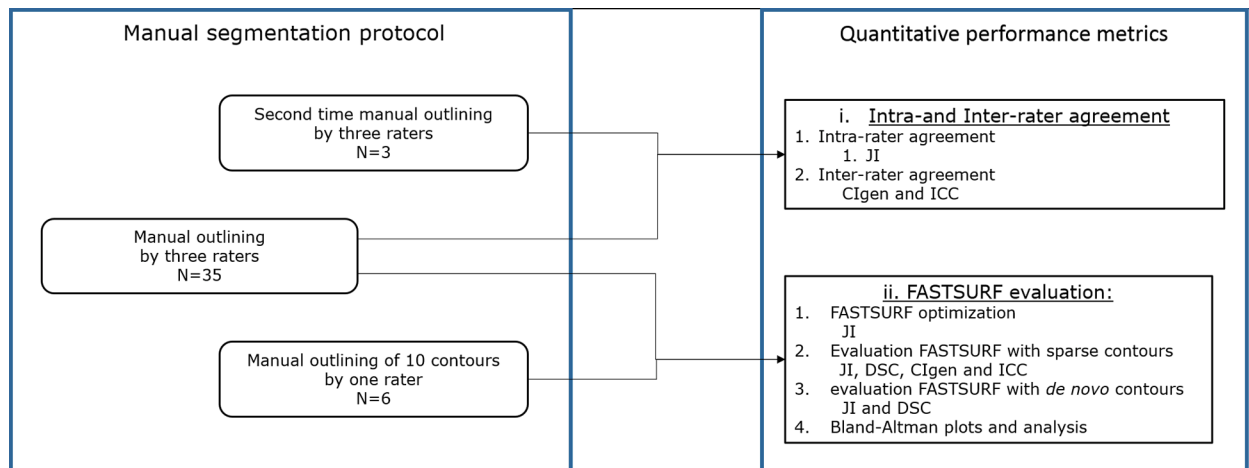 Manual segmentation protocol
Second time manual outlining
by three raters
N=3
Manual outlining
by three raters
N=35
Manual outlining of 10 contours
by one rater
N=6
Quantitative performance metrics
i. Intra-and Inter-rater agreement
1. Intra-rater agreement
1. JI
2. Inter-rater agreement
CIgen and ICC
ii. FASTSURF evaluation:
1. FASTSURF optimization
JI
2. Evaluation FASTSURF with sparse contours
JI, DSC, CIgen and ICC
3. evaluation FASTSURF with de novo contours
JI and DSC
4. Bland-Altman plots and analysis